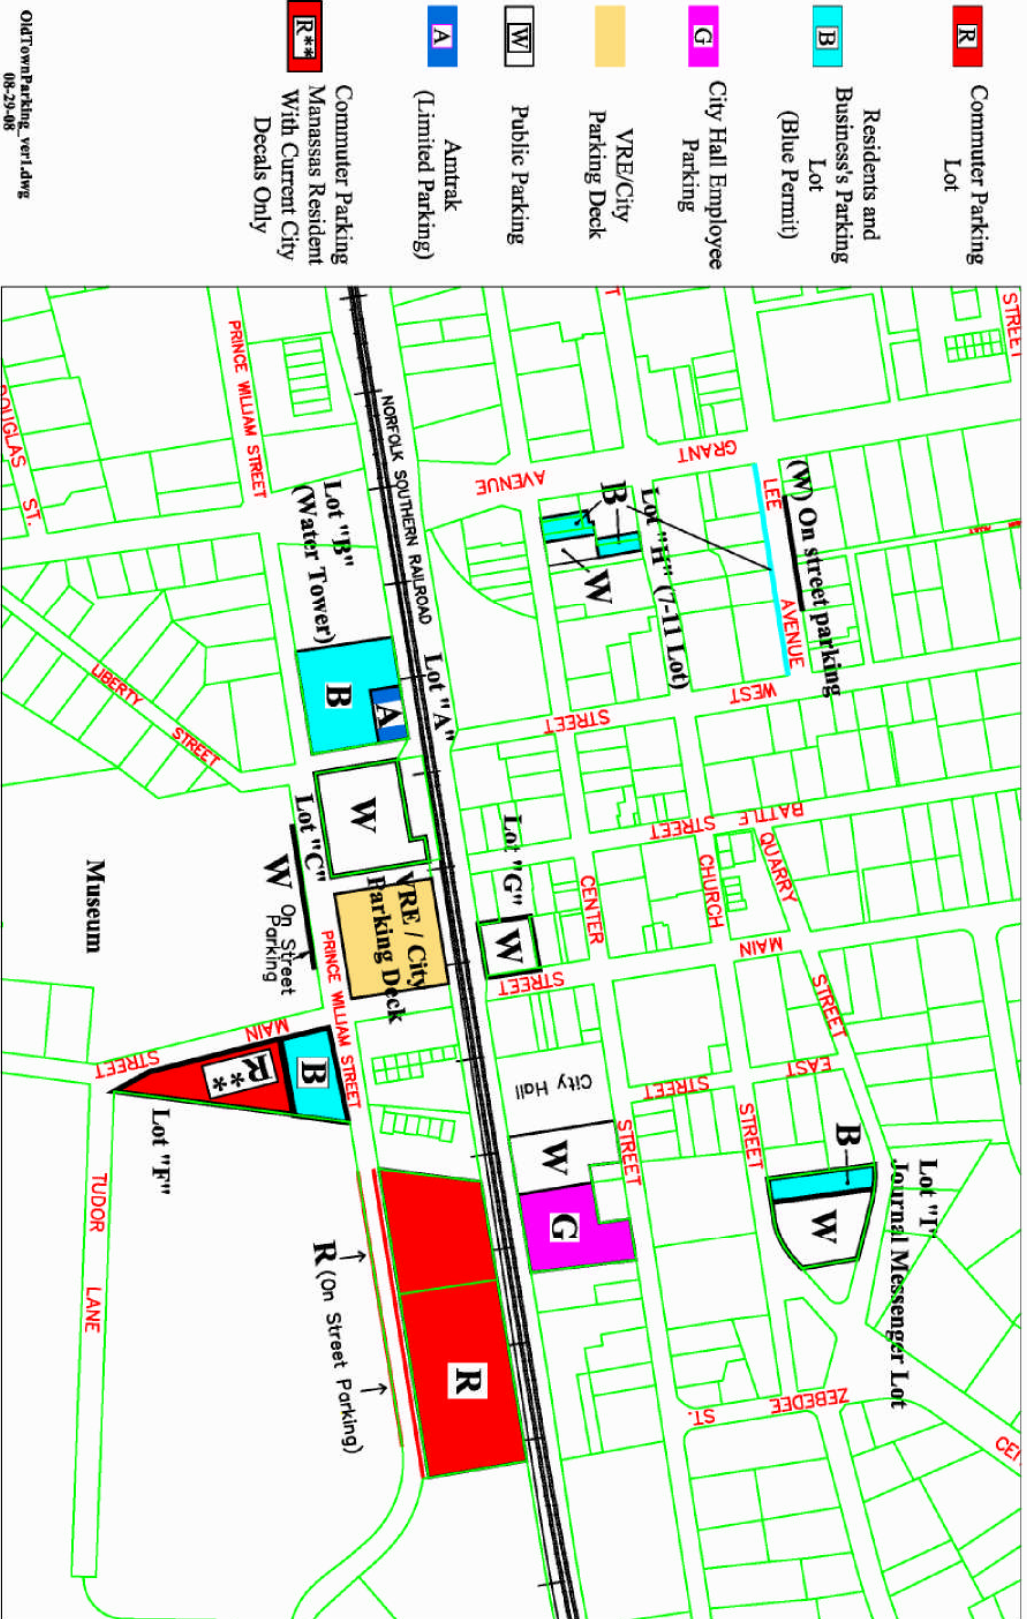 R
Commuter Parking
Lot
B
Residents and
Business's Parking
Lot
(Blue Permit)
G
City Hall Employee
Parking
VRE/City
Parking Deck
W
Public Parking
A
Amtrak
(Limited Parking)
R**
Commuter Parking
Manassas Resident
With Current City
Decals Only
OldTownParking_ver1.dwg
08-29-08
STREET
GRANT
AVENUE
LEE
AVENUE
(W) On street parking
Lot "H" (7-11 Lot)
B
W
WEST
STREET
BATTLE
STREET
QUARRY
STREET
CHURCH
STREET
CENTER
STREET
MAIN
STREET
EAST
STREET
Lot "I"
Journal Messenger Lot
B
W
ZEBEDEE
ST.
Lot "G"
W
City Hall
W
G
NORFOLK SOUTHERN RAILROAD
Lot "A"
A
Lot "B"
(Water Tower)
B
PRINCE WILLIAM STREET
DOUGLAS
ST.
LIBERTY
STREET
W
Lot "C"
W On Street
Parking
VRE / City
Parking Deck
PRINCE WILLIAM STREET
Museum
MAIN
STREET
B
R**
Lot "F"
TUDOR
LANE
R
R (On Street Parking)